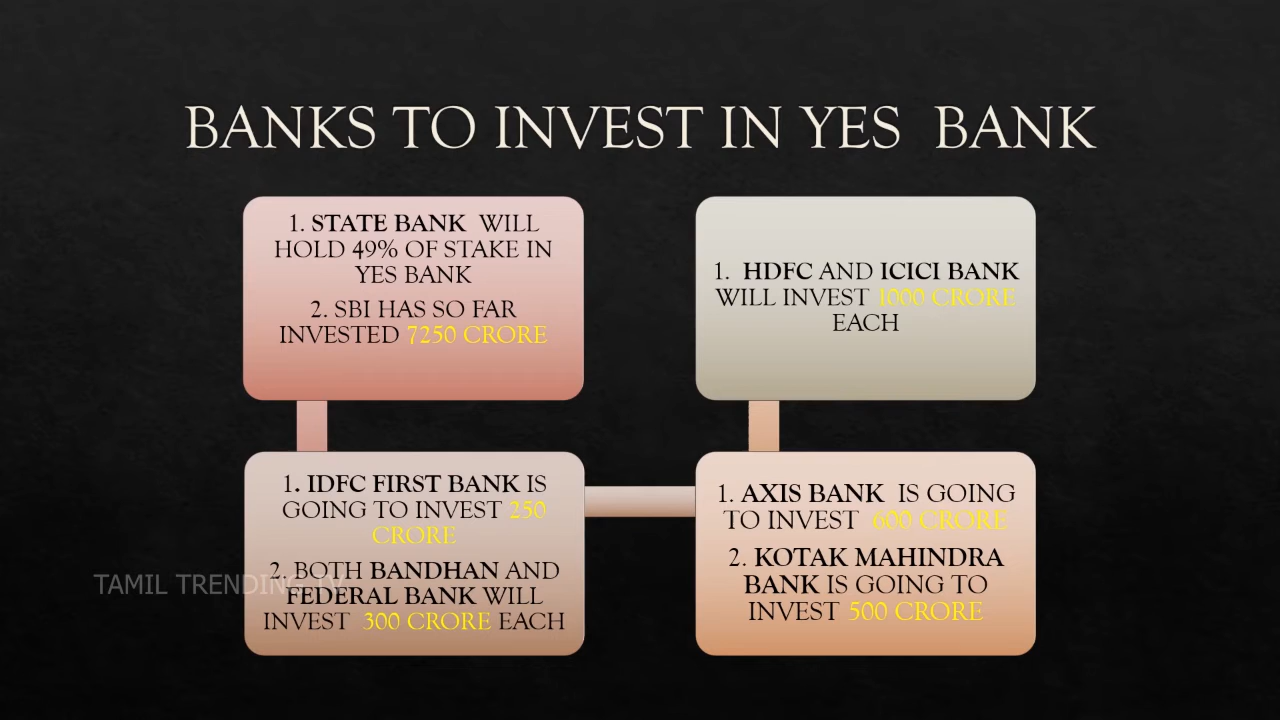 BANKS TO INVEST IN YES BANK
1. STATE BANK WILL
HOLD 49% OF STAKE IN
YES BANK
2. SBI HAS SO FAR
INVESTED 7250 CRORE
1. HDFC AND ICICI BANK
WILL INVEST 1000 CRORE
EACH
1. IDFC FIRST BANK IS
GOING TO INVEST 250
CRORE
2. BOTH BANDHAN AND
FEDERAL BANK WILL
INVEST 300 CRORE EACH
1. AXIS BANK IS GOING
TO INVEST 600 CRORE
2. KOTAK MAHINDRA
BANK IS GOING TO
INVEST 500 CRORE
TAMIL TRENDING TV